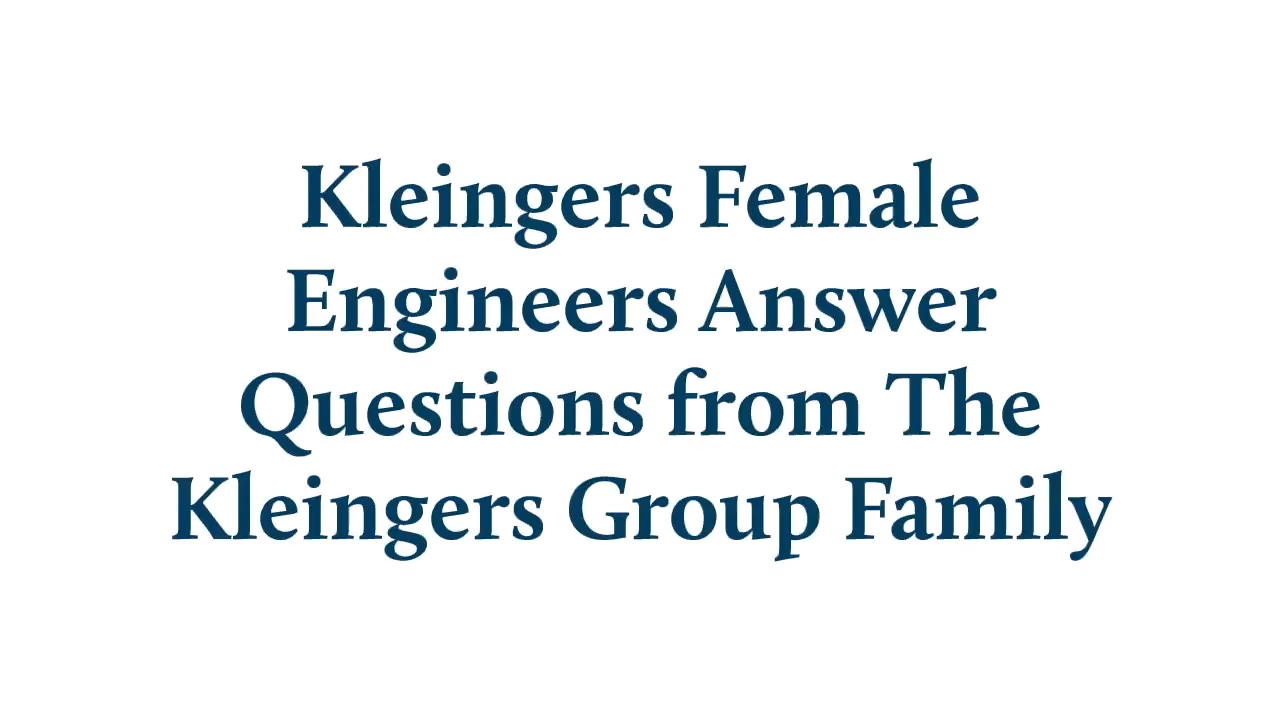 Kleingers Female
Engineers Answer
Questions from The
Kleingers Group Family